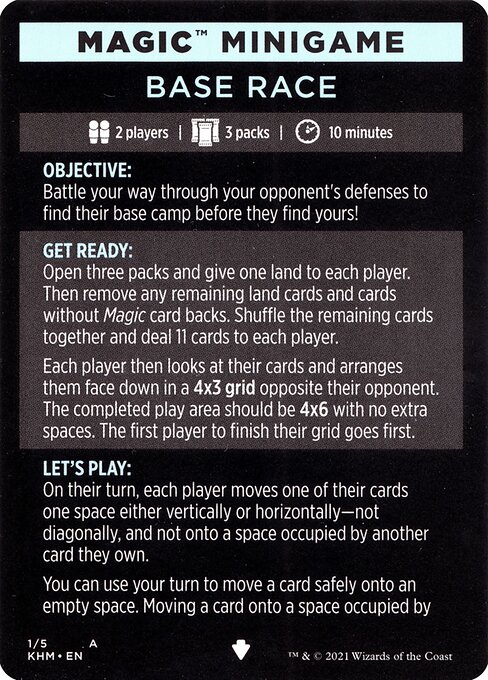 MAGIC™ MINIGAME
BASE RACE
2 players | 3 packs | 10 minutes
OBJECTIVE:
Battle your way through your opponent's defenses to
find their base camp before they find yours!
GET READY:
Open three packs and give one land to each player.
Then remove any remaining land cards and cards
without Magic card backs. Shuffle the remaining cards
together and deal 11 cards to each player.
Each player then looks at their cards and arranges
them face down in a 4x3 grid opposite their opponent.
The completed play area should be 4x6 with no extra
spaces. The first player to finish their grid goes first.
LET'S PLAY:
On their turn, each player moves one of their cards
one space either vertically or horizontally—not
diagonally, and not onto a space occupied by another
card they own.
You can use your turn to move a card safely onto an
empty space. Moving a card onto a space occupied by
1/5 A
KHM • EN
™ & © 2021 Wizards of the Coast